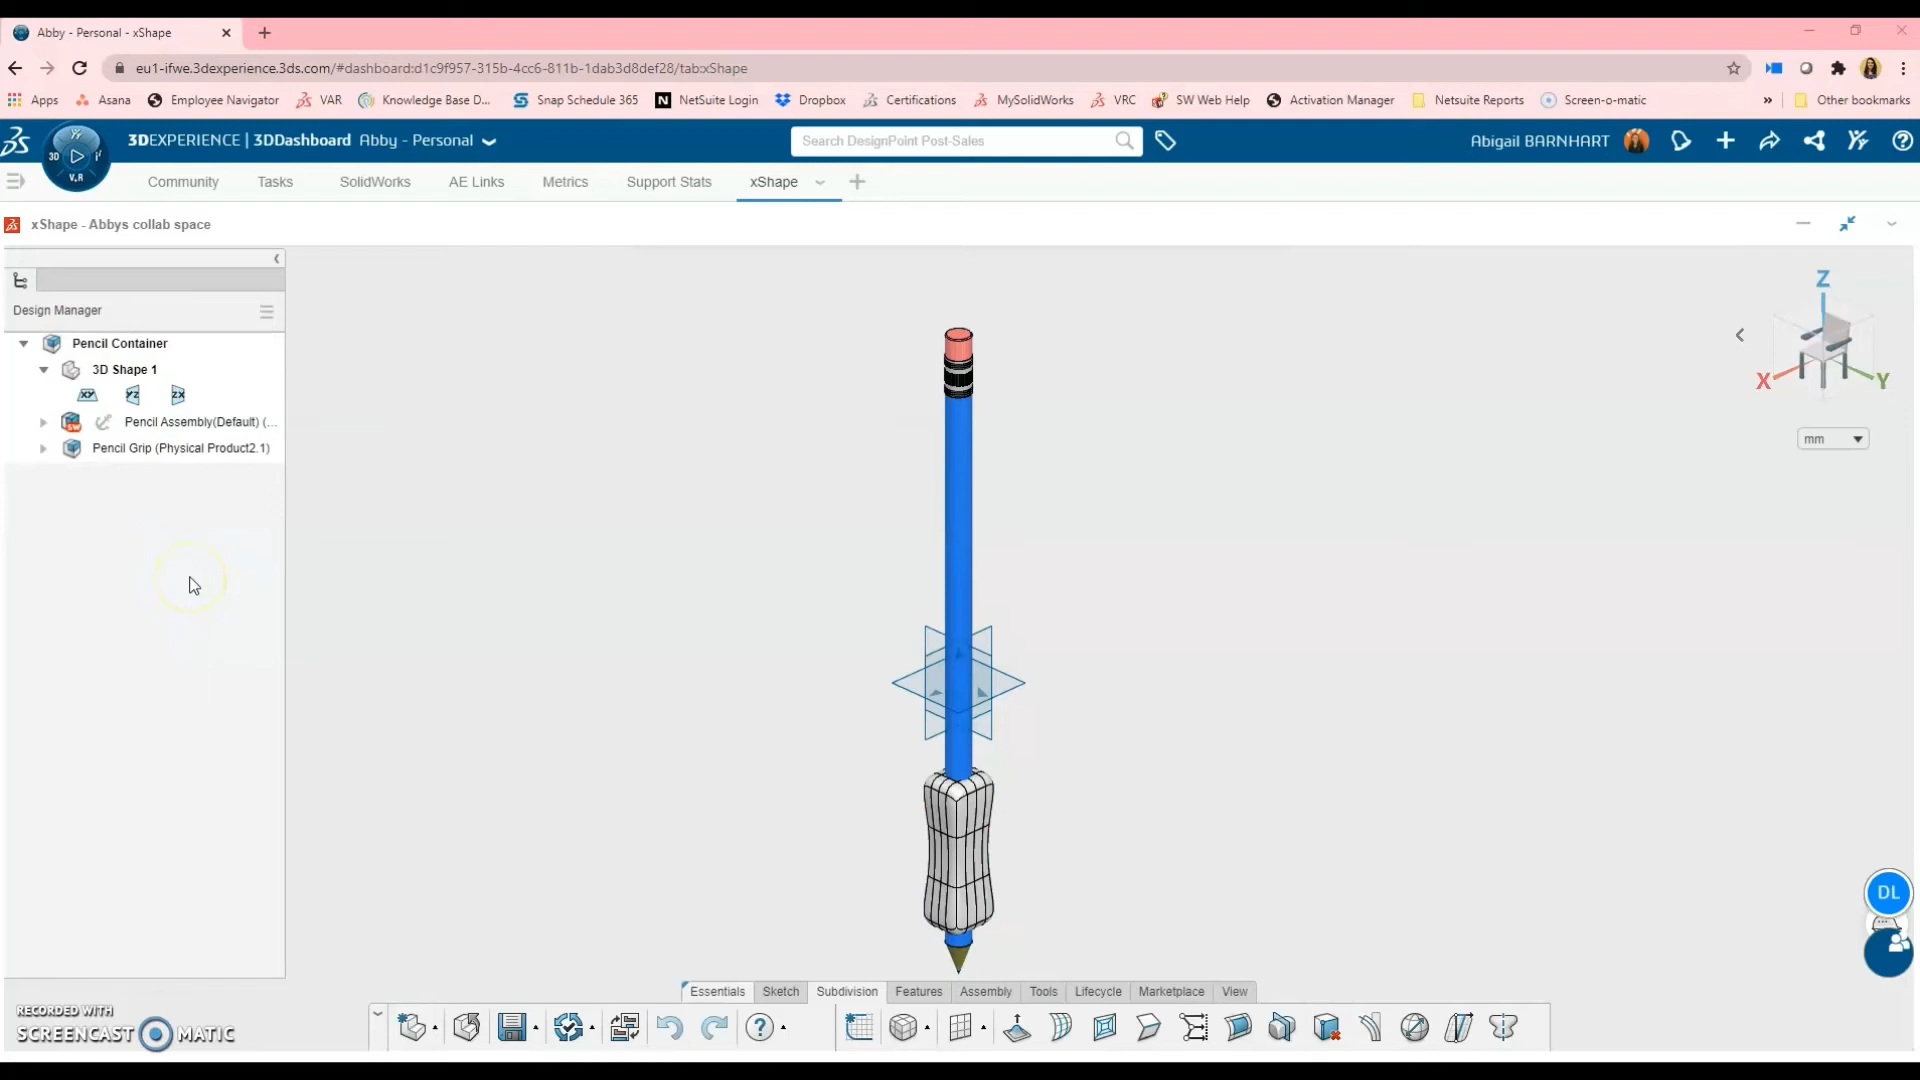 Abby - Personal - xShape
eu1-ifwe.3dexperience.3ds.com/#dashboard:d1c9f957-315b-4cc6-811b-1dab3d8def28/tab:xShape
Apps Asana Employee Navigator VAR Knowledge Base D... Snap Schedule 365 NetSuite Login Dropbox Certifications MySolidWorks VRC SW Web Help Activation Manager Netsuite Reports Screen-o-matic » Other bookmarks
3DEXPERIENCE | 3DDashboard Abby - Personal
Search DesignPoint Post-Sales
Abigail BARNHART
3D V.R
Community Tasks SolidWorks AE Links Metrics Support Stats xShape
xShape - Abbys collab space
Design Manager
Pencil Container
3D Shape 1
XY YZ ZX
Pencil Assembly(Default) (...
Pencil Grip (Physical Product2.1)
Z
X Y
mm
DL
Essentials Sketch Subdivision Features Assembly Tools Lifecycle Marketplace View
RECORDED WITH
SCREENCAST MATIC